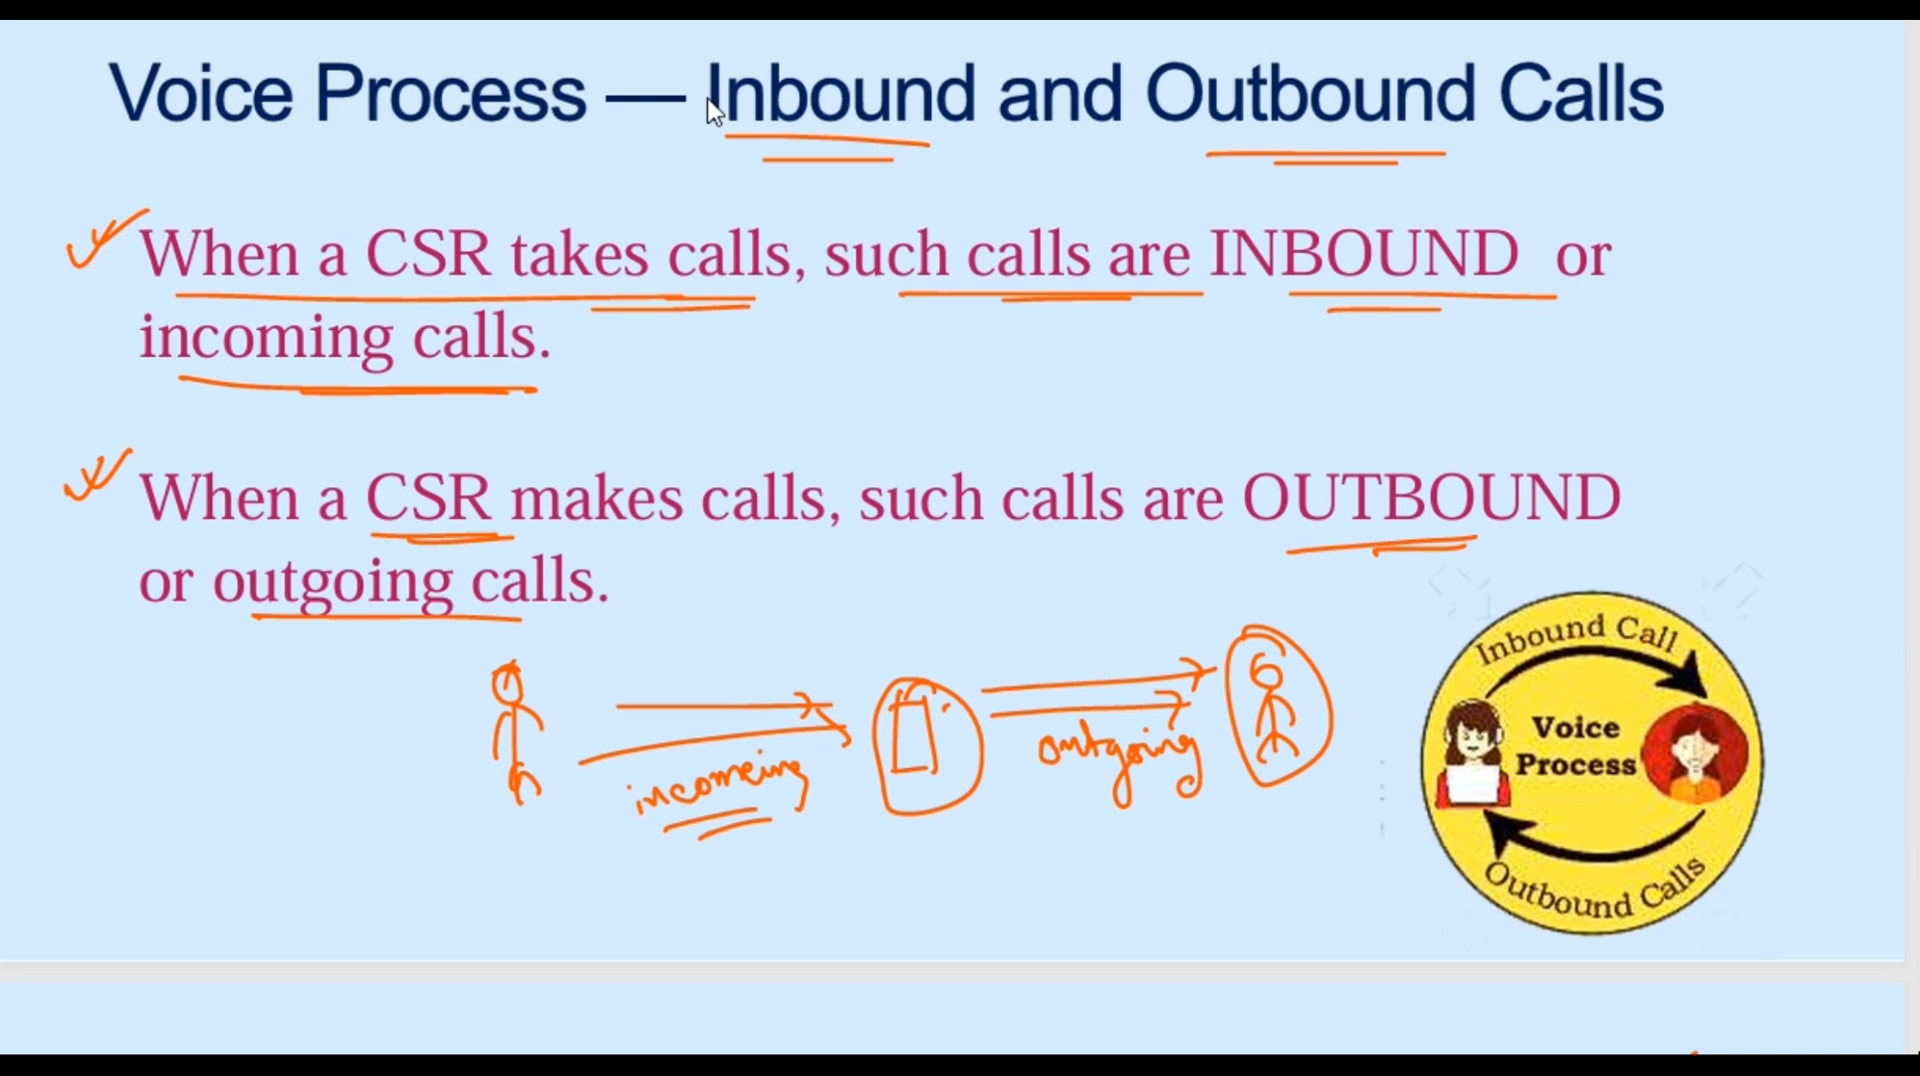 Voice Process — Inbound and Outbound Calls
When a CSR takes calls, such calls are INBOUND or
incoming calls.
When a CSR makes calls, such calls are OUTBOUND
or outgoing calls.
incomeing
outgoing
Inbound Call
Voice
Process
Outbound Calls